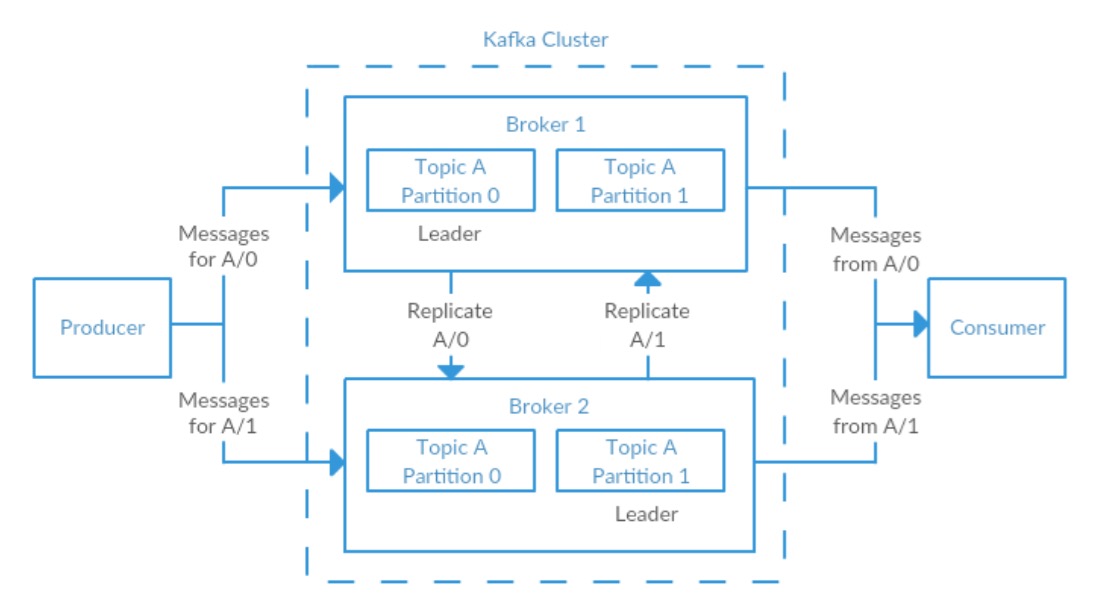 Kafka Cluster
Broker 1
Topic A
Partition 0
Topic A
Partition 1
Leader
Messages
for A/0
Messages
from A/0
Replicate
A/0
Replicate
A/1
Producer
Consumer
Messages
for A/1
Messages
from A/1
Broker 2
Topic A
Partition 0
Topic A
Partition 1
Leader